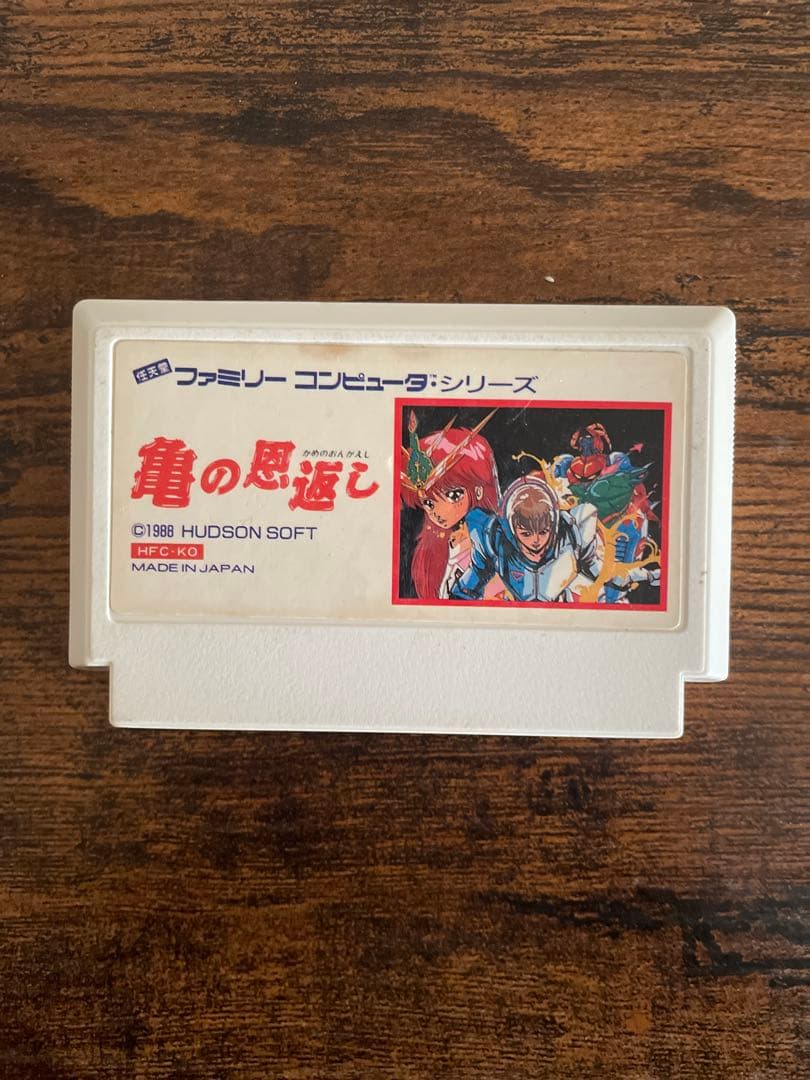 任天堂 ファミリー コンピュータ™シリーズ
かめのおんがえし
亀の恩返し
©1988 HUDSON SOFT
HFC-KO
MADE IN JAPAN